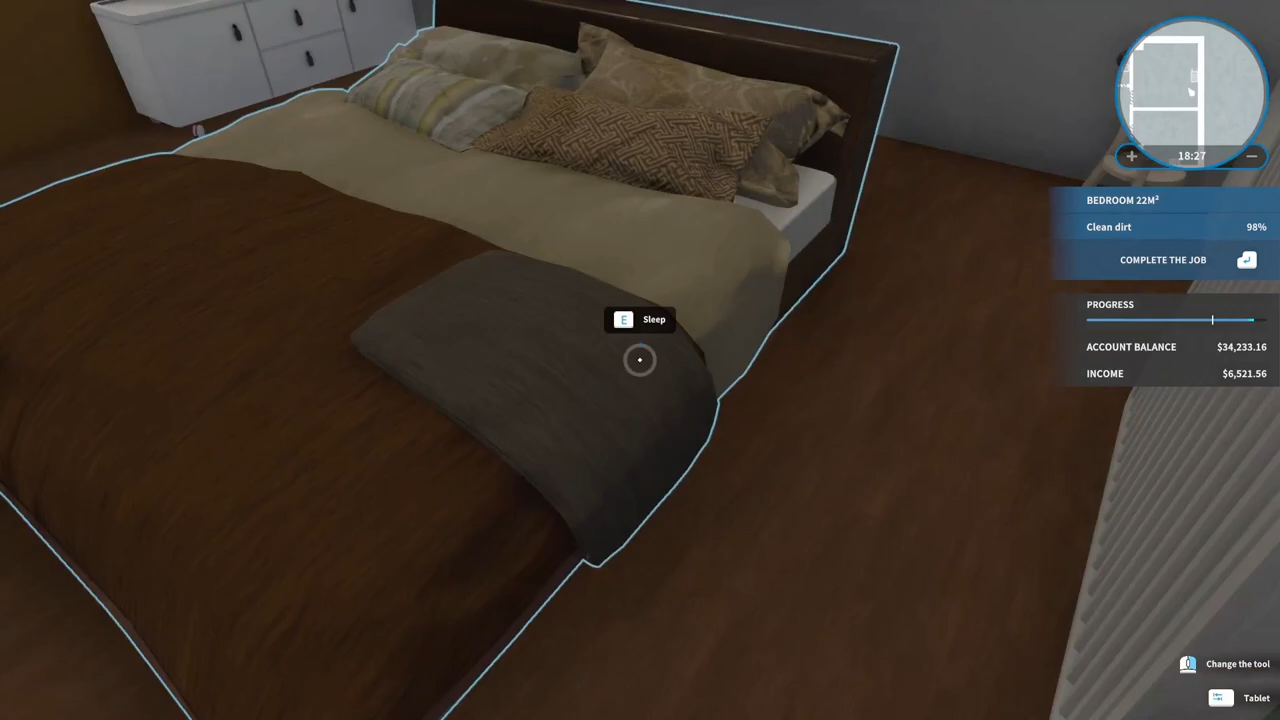 18:27
BEDROOM 22M²
Clean dirt 98%
COMPLETE THE JOB
PROGRESS
ACCOUNT BALANCE $34,233.16
INCOME $6,521.56
E Sleep
Change the tool
Tablet